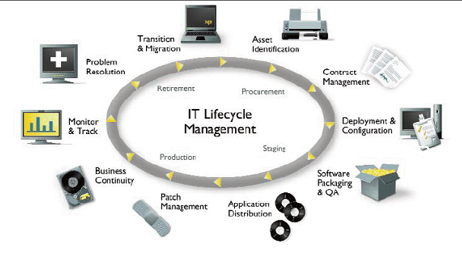 Transition
& Migration
Asset
Identification
Problem
Resolution
Contract
Management
Retirement
Procurement
IT Lifecycle
Management
Monitor
& Track
Deployment &
Configuration
Production
Staging
Business
Continuity
Software
Packaging
& QA
Patch
Management
Application
Distribution